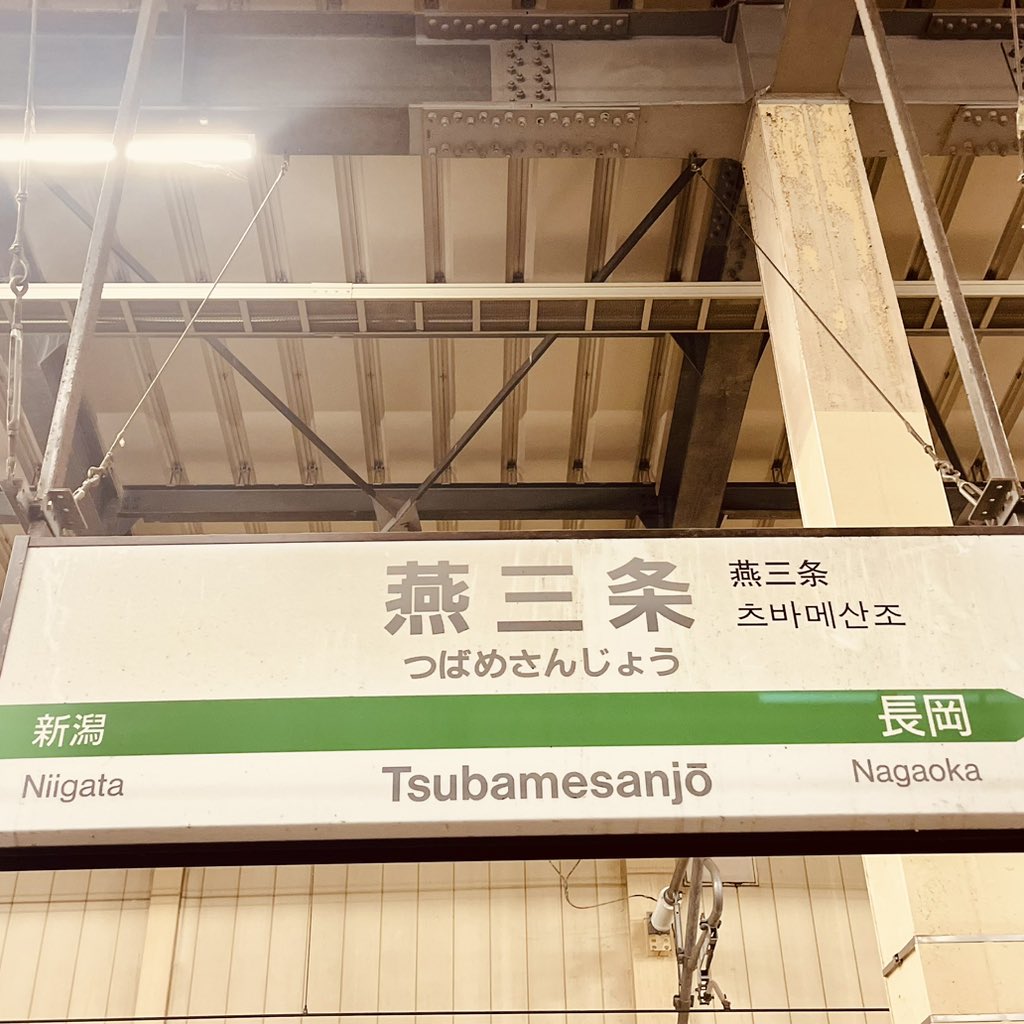 燕三条
燕三条
츠바메산조
つばめさんじょう
新潟
長岡
Niigata
Tsubamesanjō
Nagaoka